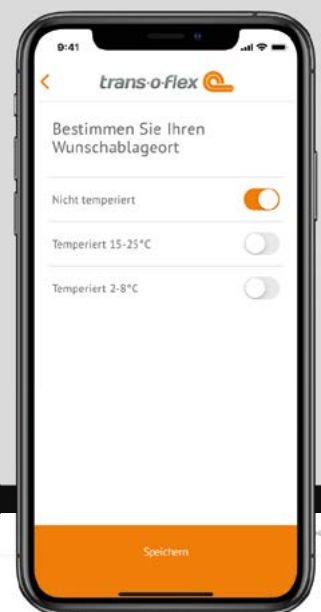 9:41
trans·o·flex
Bestimmen Sie Ihren
Wunschablageort
Nicht temperiert
Temperiert 15-25°C
Temperiert 2-8°C
Speichern